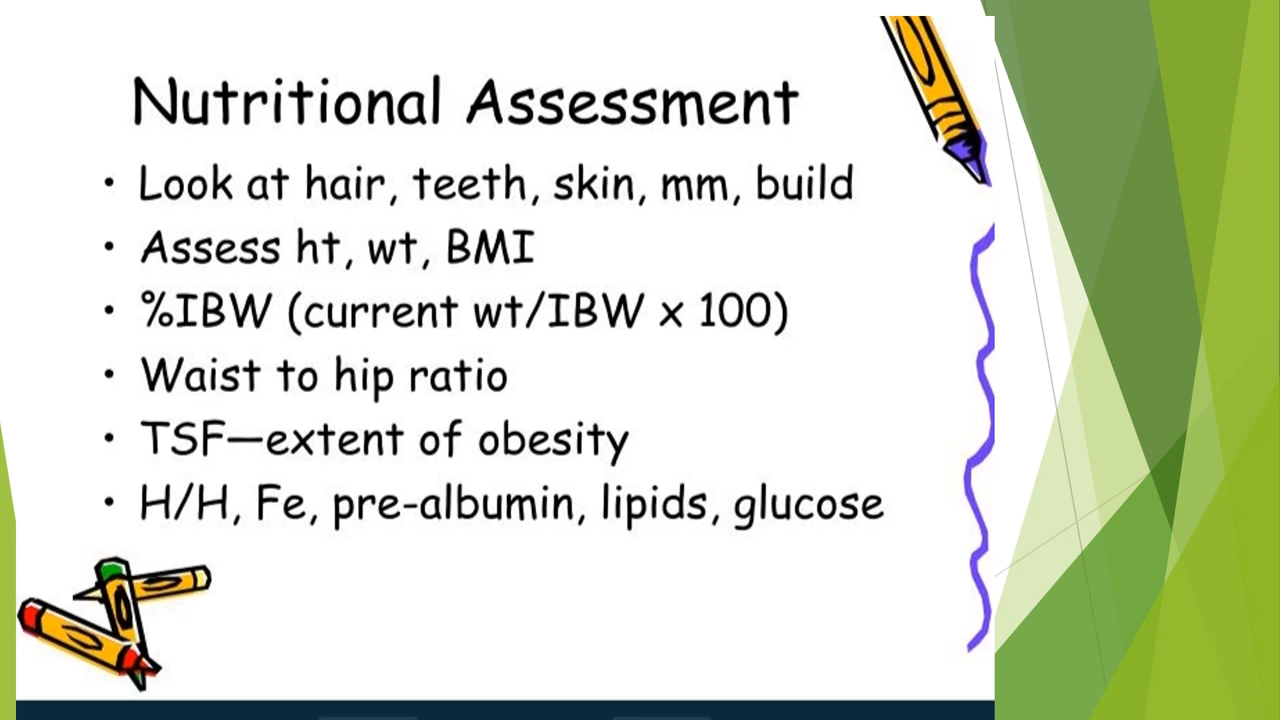 Nutritional Assessment
• Look at hair, teeth, skin, mm, build
• Assess ht, wt, BMI
• %IBW (current wt/IBW x 100)
• Waist to hip ratio
• TSF—extent of obesity
• H/H, Fe, pre-albumin, lipids, glucose